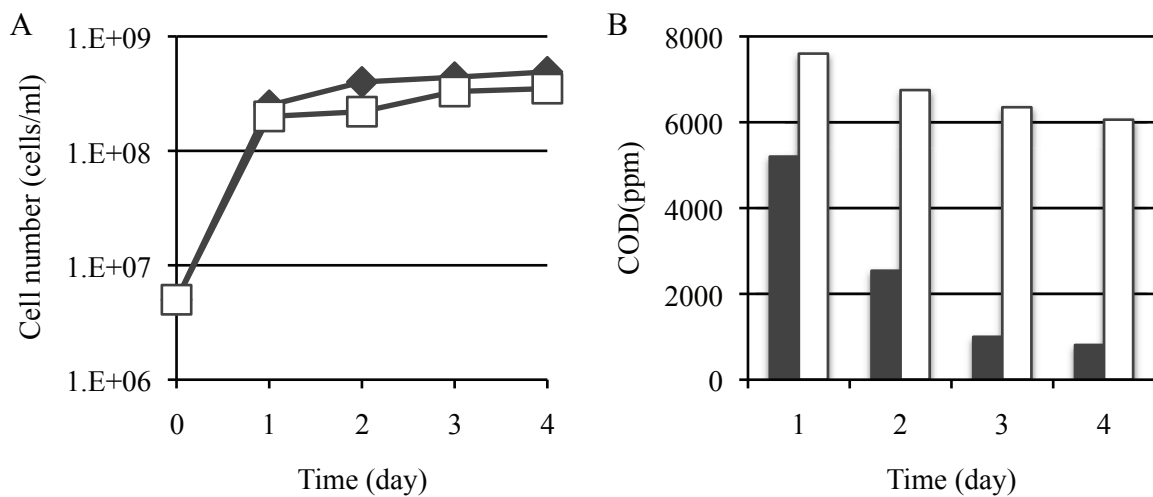 A
Cell number (cells/ml)
1.E+09
1.E+08
1.E+07
1.E+06
0 1 2 3 4
Time (day)
B
COD(ppm)
8000
6000
4000
2000
0
1 2 3 4
Time (day)